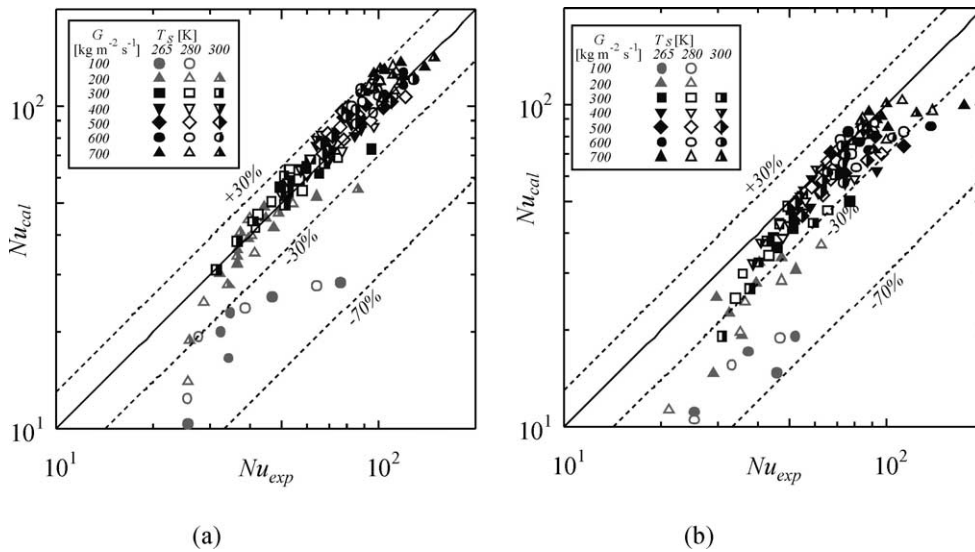 G T_S [K]
[kg m⁻² s⁻¹] 265 280 300
100
200
300
400
500
600
700
+30%
-30%
-70%
10²
10¹
Nu_cal
10¹ 10²
Nu_exp
(a)
G T_S [K]
[kg m⁻² s⁻¹] 265 280 300
100
200
300
400
500
600
700
+30%
-30%
-70%
10²
10¹
Nu_cal
10¹ 10²
Nu_exp
(b)